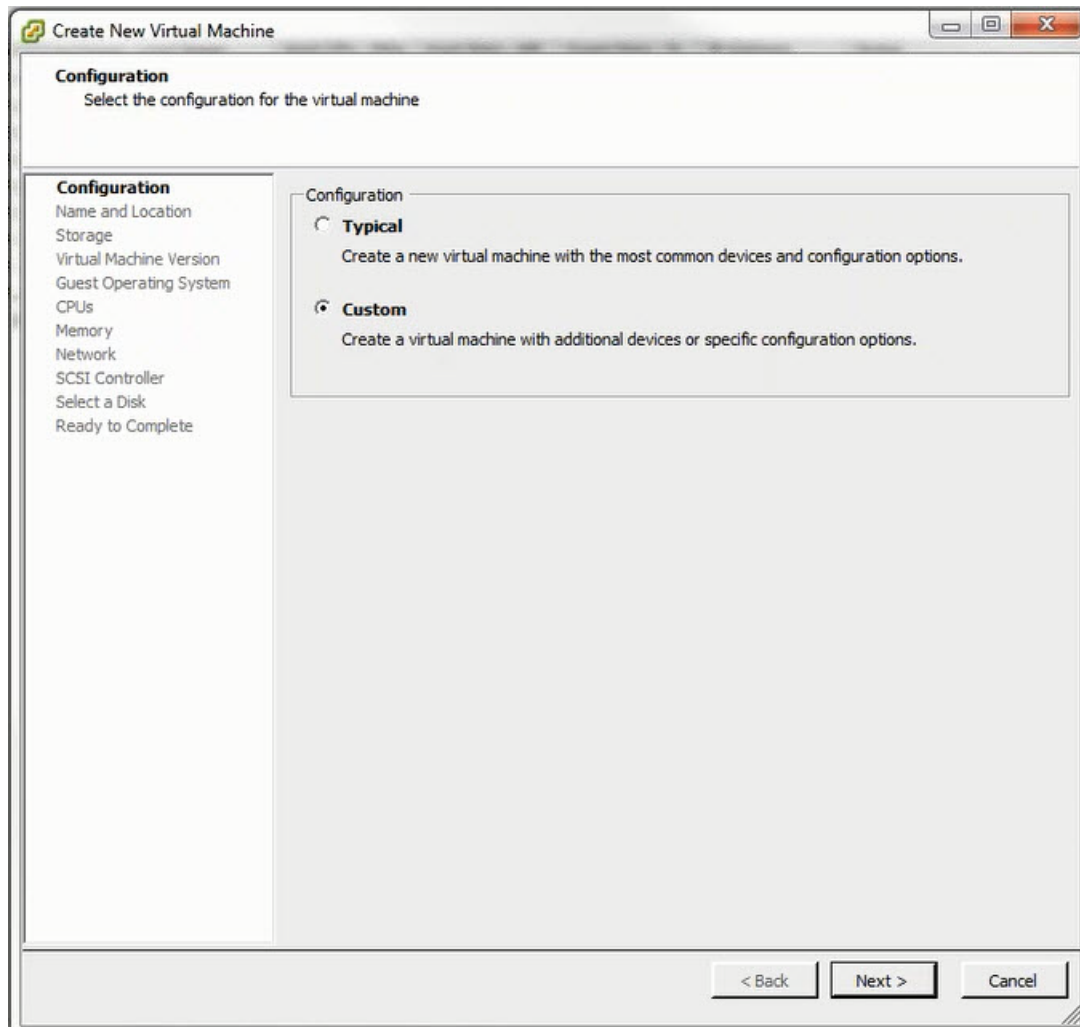 Create New Virtual Machine
Configuration
Select the configuration for the virtual machine
Configuration
Name and Location
Storage
Virtual Machine Version
Guest Operating System
CPUs
Memory
Network
SCSI Controller
Select a Disk
Ready to Complete
Configuration
Typical
Create a new virtual machine with the most common devices and configuration options.
Custom
Create a virtual machine with additional devices or specific configuration options.
< Back Next > Cancel